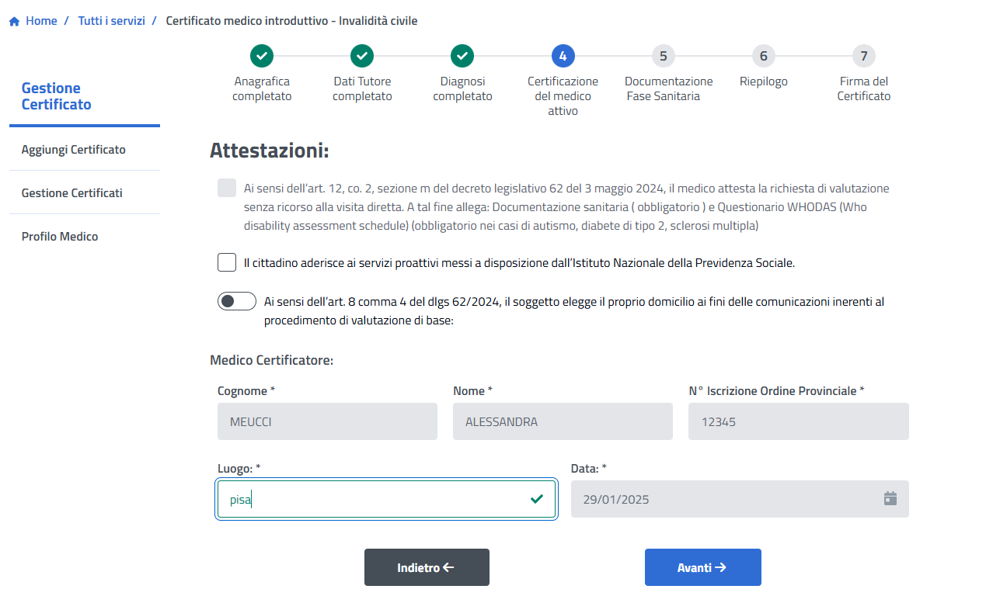 Home / Tutti i servizi / Certificato medico introduttivo - Invalidità civile
4 5 6 7
Anagrafica
completato
Dati Tutore
completato
Diagnosi
completato
Certificazione
del medico
attivo
Documentazione
Fase Sanitaria
Riepilogo
Firma del
Certificato
Gestione
Certificato
Aggiungi Certificato
Gestione Certificati
Profilo Medico
Attestazioni:
Ai sensi dell’art. 12, co. 2, sezione m del decreto legislativo 62 del 3 maggio 2024, il medico attesta la richiesta di valutazione
senza ricorso alla visita diretta. A tal fine allega: Documentazione sanitaria ( obbligatorio ) e Questionario WHODAS (Who
disability assessment schedule) (obbligatorio nei casi di autismo, diabete di tipo 2, sclerosi multipla)
Il cittadino aderisce ai servizi proattivi messi a disposizione dall’Istituto Nazionale della Previdenza Sociale.
Ai sensi dell’art. 8 comma 4 del dlgs 62/2024, il soggetto elegge il proprio domicilio ai fini delle comunicazioni inerenti al
procedimento di valutazione di base:
Medico Certificatore:
Cognome * Nome * N° Iscrizione Ordine Provinciale *
MEUCCI ALESSANDRA 12345
Luogo: * Data: *
pisa 29/01/2025
Indietro Avanti